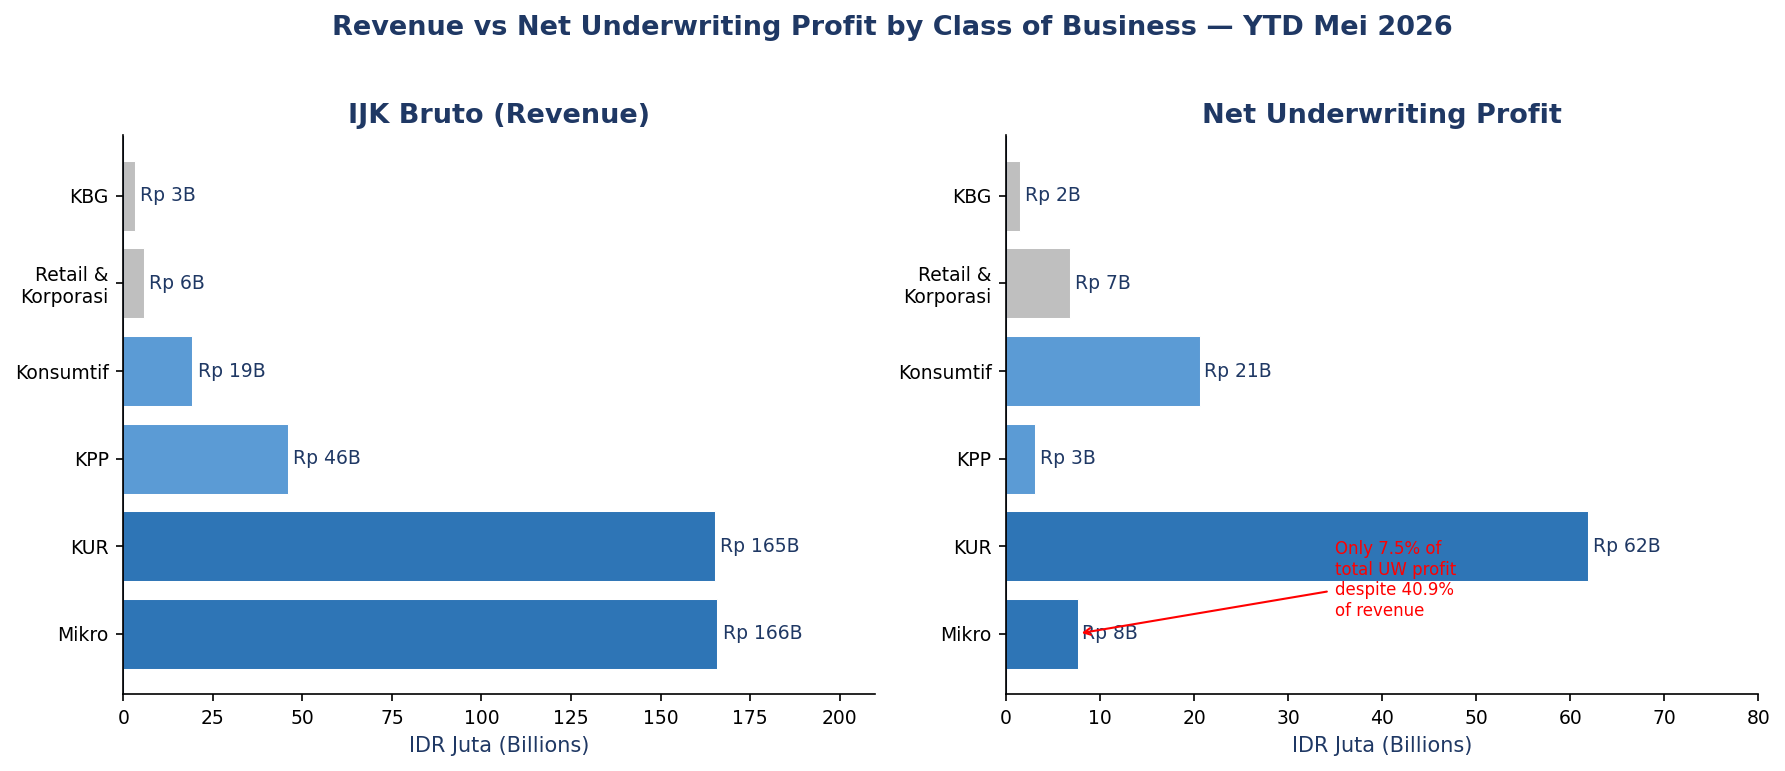 Revenue vs Net Underwriting Profit by Class of Business — YTD Mei 2026
IJK Bruto (Revenue)
KBG
Rp 3B
Retail &
Korporasi
Rp 6B
Konsumtif
Rp 19B
KPP
Rp 46B
KUR
Rp 165B
Mikro
Rp 166B
0 25 50 75 100 125 150 175 200
IDR Juta (Billions)
Net Underwriting Profit
KBG
Rp 2B
Retail &
Korporasi
Rp 7B
Konsumtif
Rp 21B
KPP
Rp 3B
KUR
Rp 62B
Only 7.5% of
total UW profit
despite 40.9%
of revenue
Mikro
Rp 8B
0 10 20 30 40 50 60 70 80
IDR Juta (Billions)